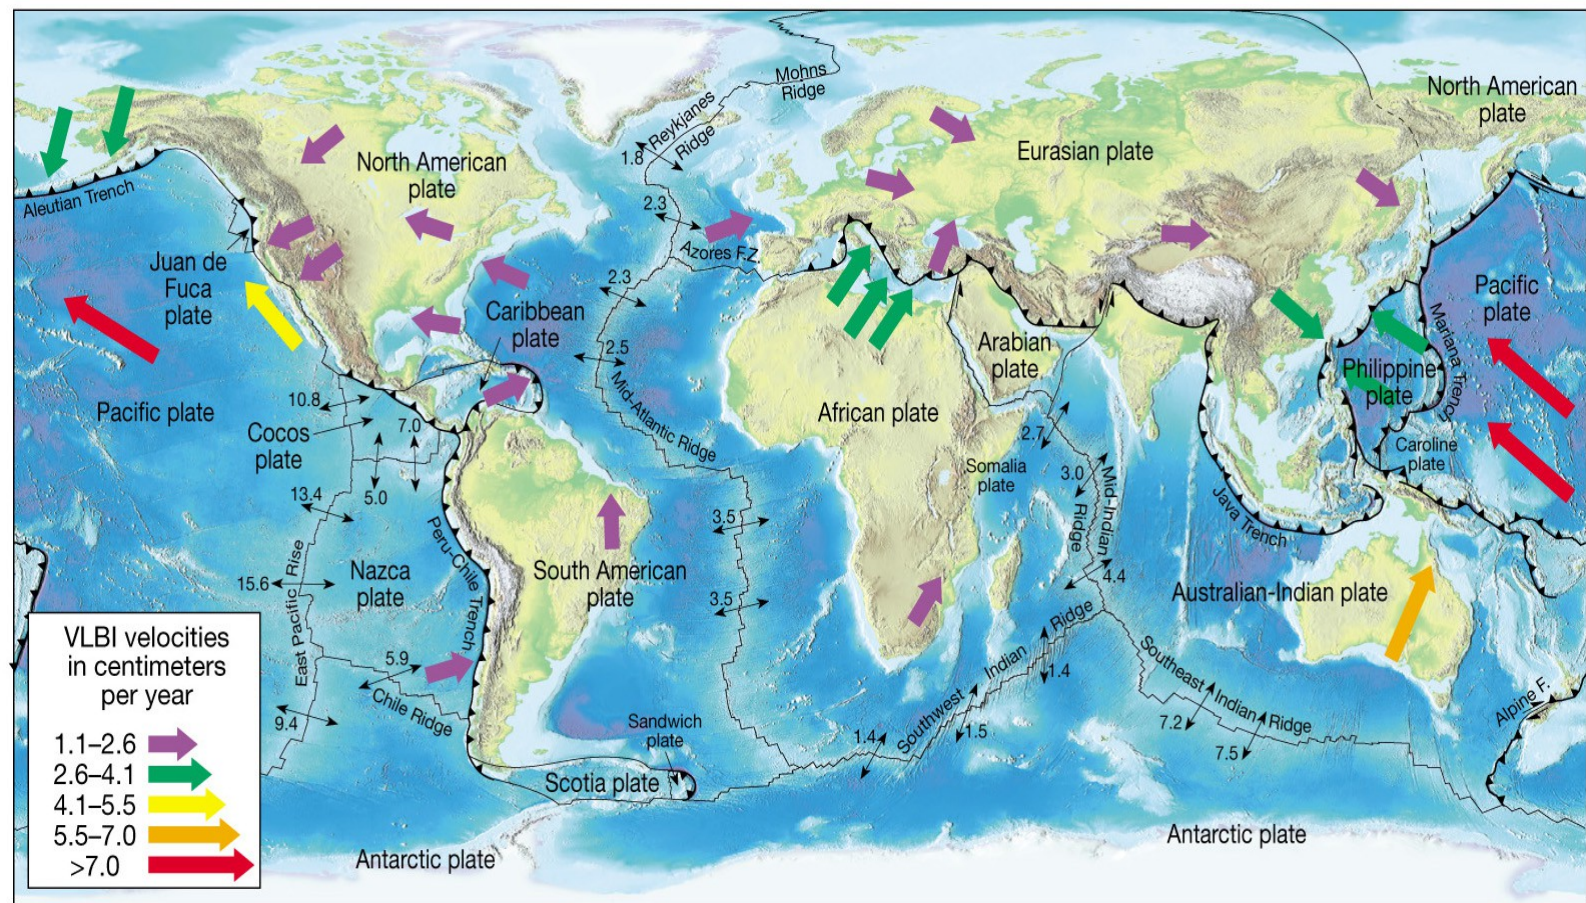 Mohns
Ridge
North American
plate
Reykjanes
Ridge
1.8
North American
plate
Eurasian plate
Aleutian Trench
2.3
Azores F.Z.
Juan de
Fuca
plate
2.3
Caribbean
plate
Pacific
plate
Mariana Trench
Arabian
plate
2.5
Philippine
plate
Mid-Atlantic Ridge
10.8
Pacific plate
7.0
African plate
Cocos
plate
2.7
Caroline
plate
Somalia
plate
3.0
Mid-Indian
Ridge
5.0
13.4
3.5
Java Trench
Peru-Chile Trench
East Pacific Rise
15.6
Nazca
plate
South American
plate
3.5
4.4
Australian-Indian plate
VLBI velocities
in centimeters
per year
1.1–2.6
2.6–4.1
4.1–5.5
5.5–7.0
>7.0
5.9
Chile Ridge
9.4
Sandwich
plate
Scotia plate
1.4
Southwest Indian Ridge
1.5
1.4
Southeast Indian Ridge
7.2
7.5
Alpine F.
Antarctic plate
Antarctic plate